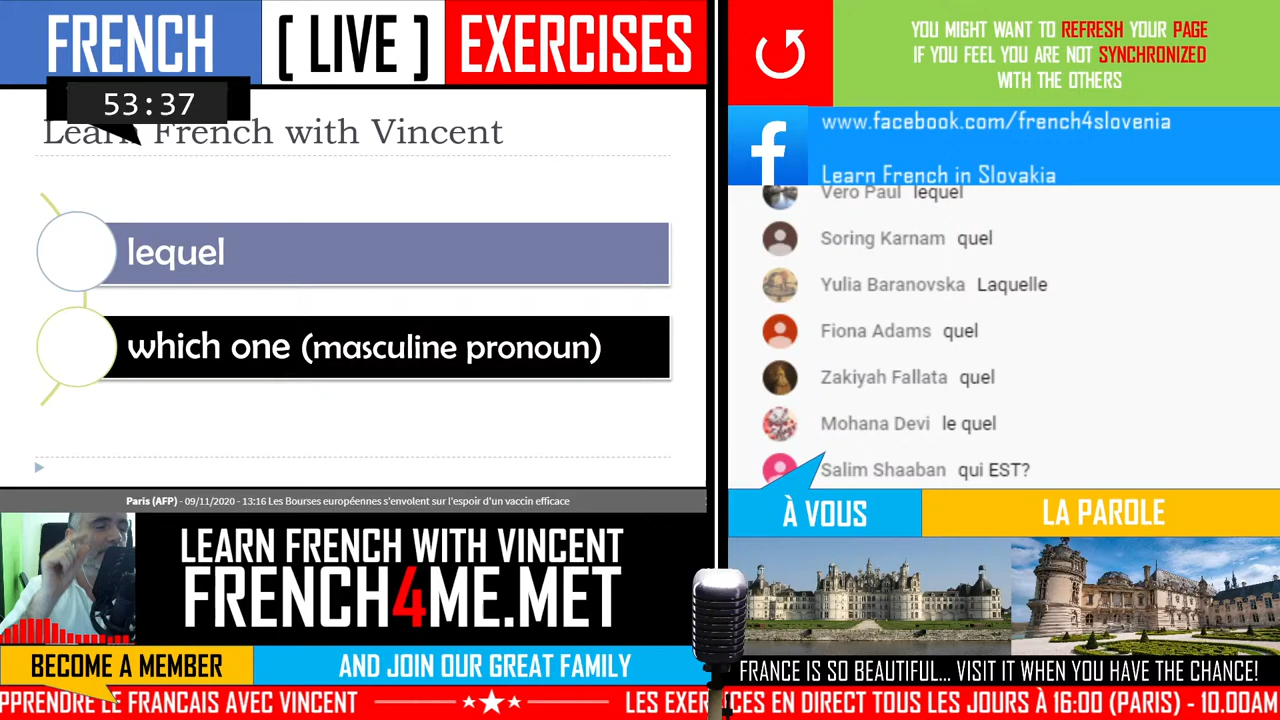 FRENCH [ LIVE ] EXERCISES
53:37
Learn French with Vincent
lequel
which one (masculine pronoun)
Paris (AFP) - 09/11/2020 - 13:16 Les Bourses européennes s'envolent sur l'espoir d'un vaccin efficace
LEARN FRENCH WITH VINCENT
FRENCH4ME.MET
BECOME A MEMBER
AND JOIN OUR GREAT FAMILY
YOU MIGHT WANT TO REFRESH YOUR PAGE
IF YOU FEEL YOU ARE NOT SYNCHRONIZED
WITH THE OTHERS
www.facebook.com/french4slovenia
Learn French in Slovakia
Vero Paul lequel
Soring Karnam quel
Yulia Baranovska Laquelle
Fiona Adams quel
Zakiyah Fallata quel
Mohana Devi le quel
Salim Shaaban qui EST?
À VOUS
LA PAROLE
FRANCE IS SO BEAUTIFUL... VISIT IT WHEN YOU HAVE THE CHANCE!
PPRENDRE LE FRANCAIS AVEC VINCENT
LES EXERCICES EN DIRECT TOUS LES JOURS À 16:00 (PARIS) - 10.00AM